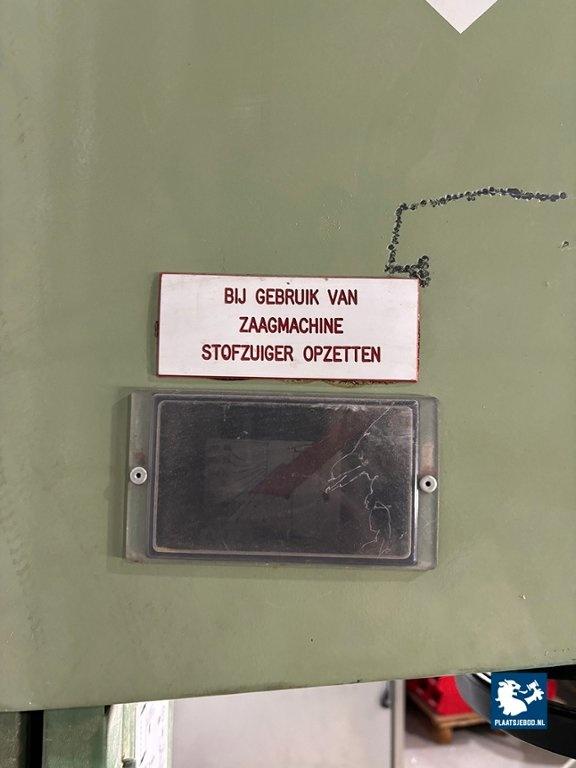 BIJ GEBRUIK VAN
ZAAGMACHINE
STOFZUIGER OPZETTEN
PLAATSJEBOD.NL